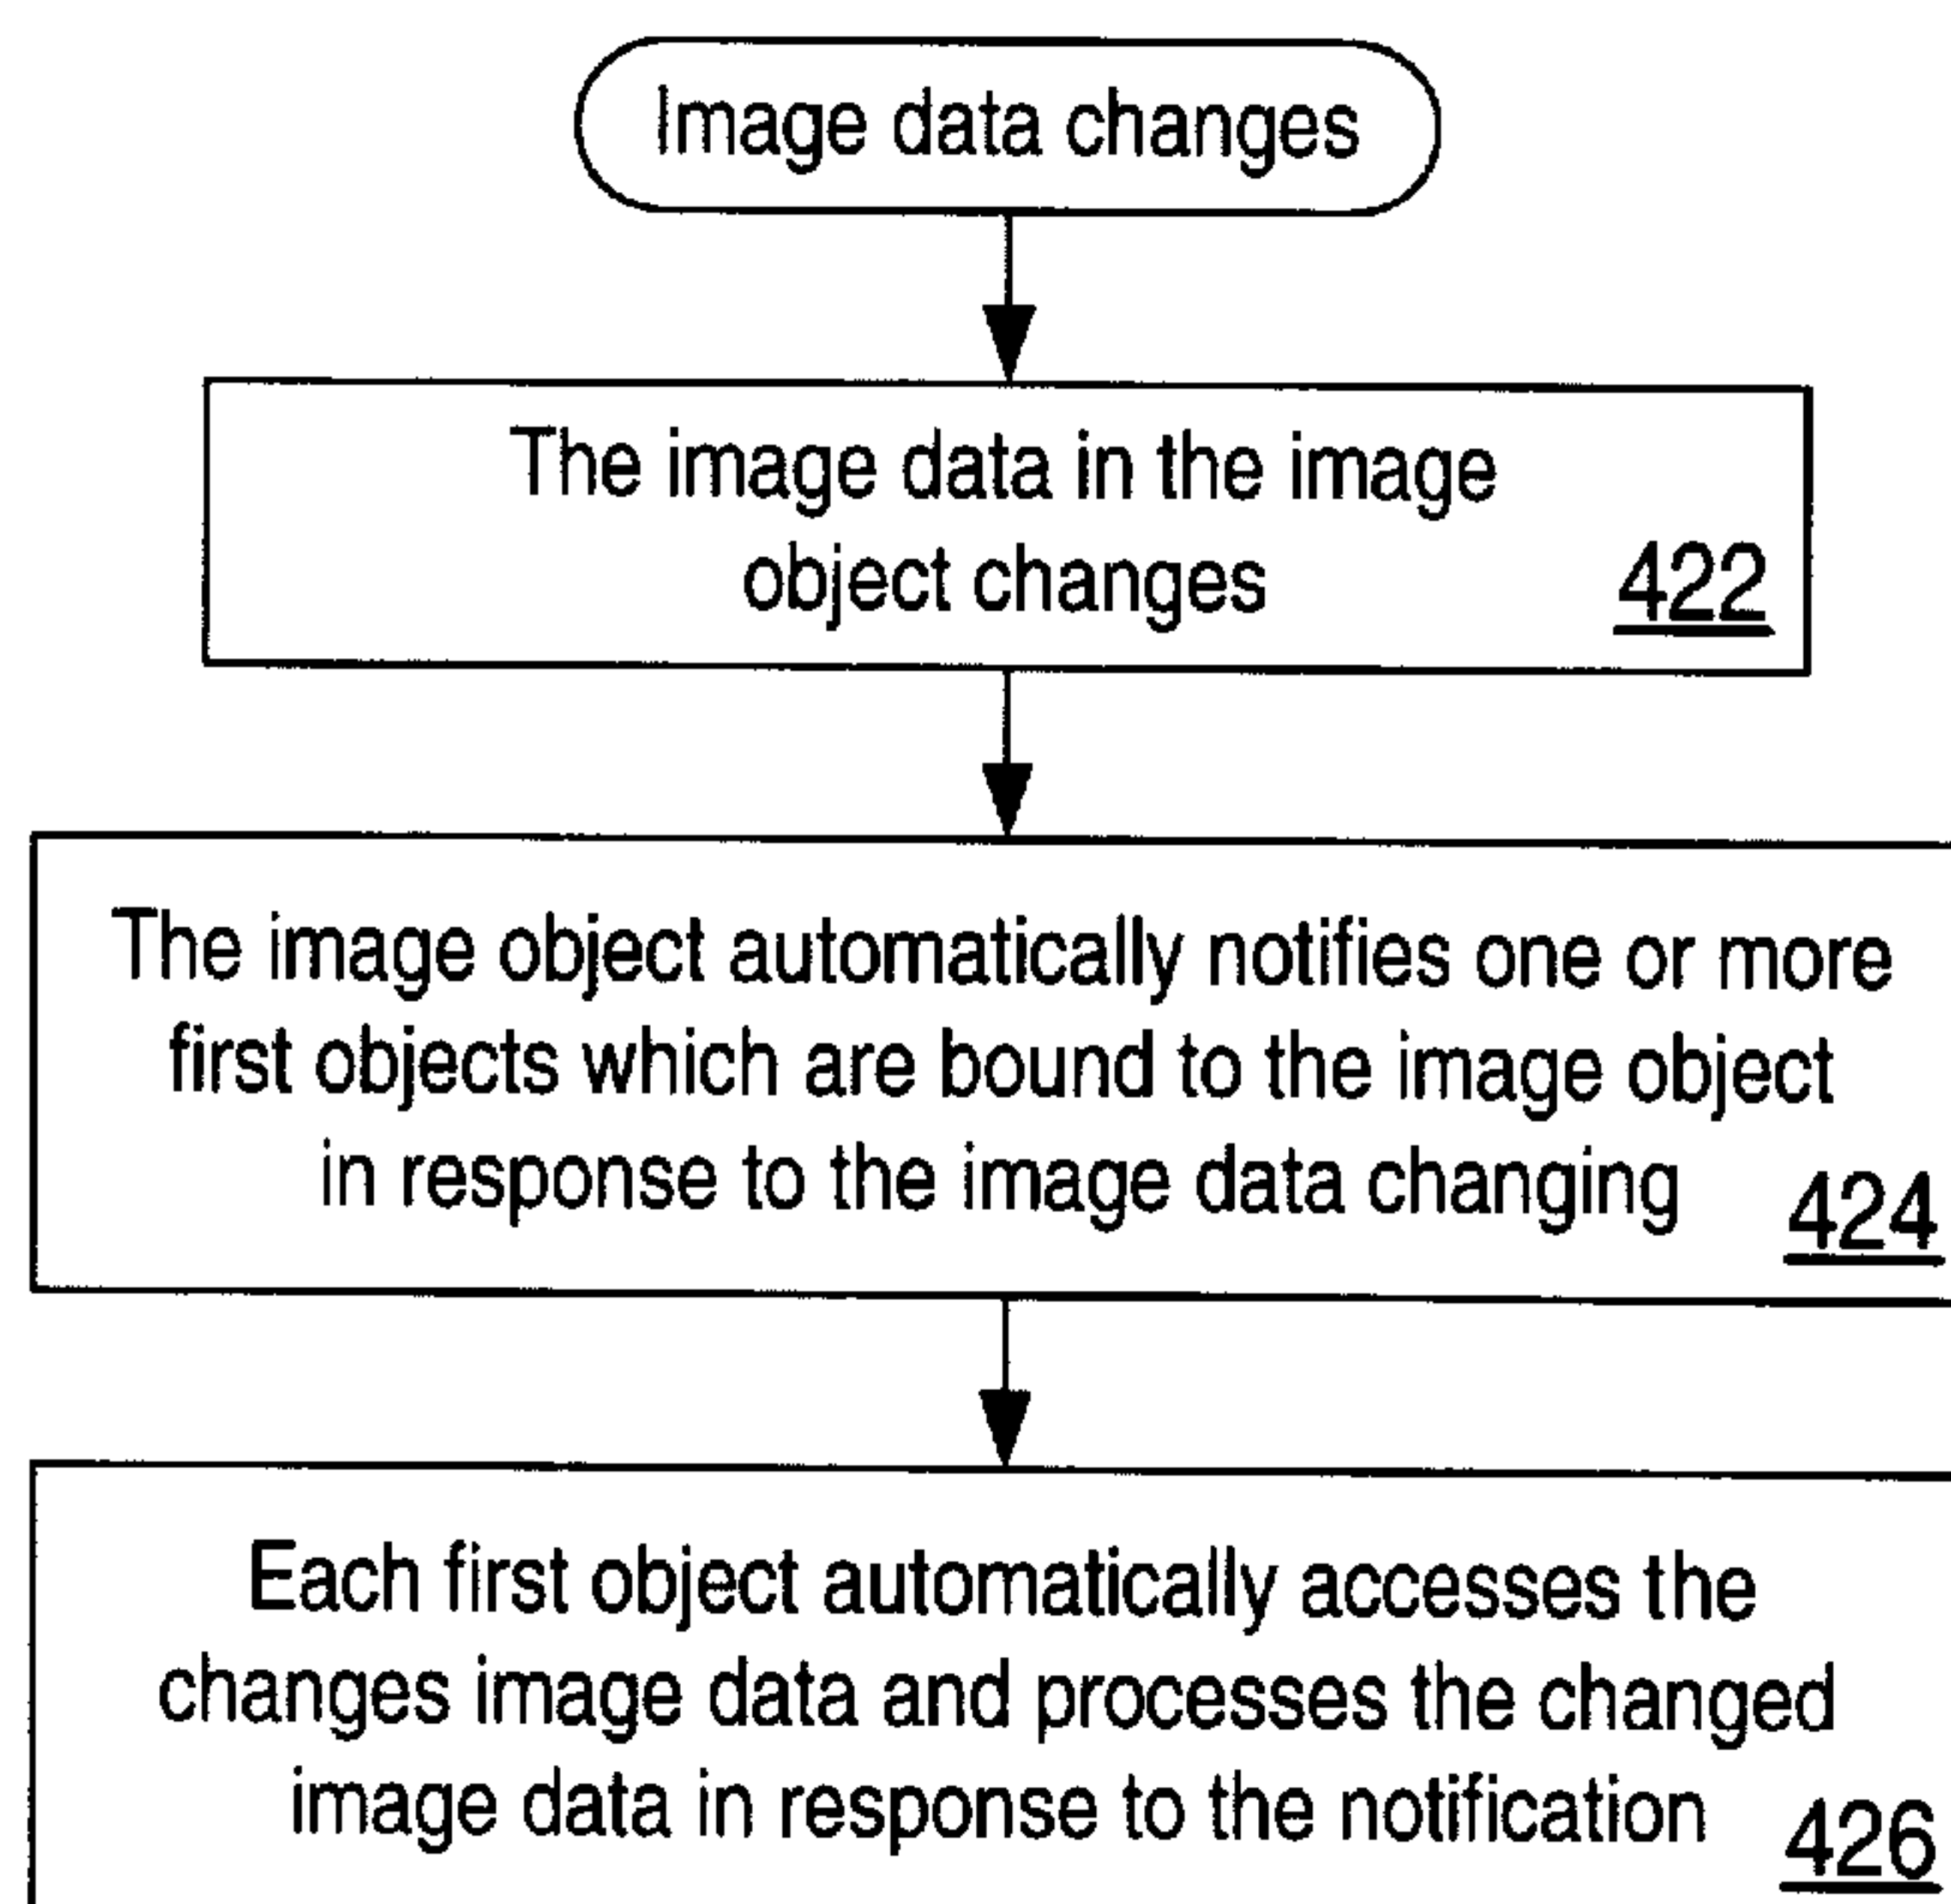 Image data changes
The image data in the image
object changes
422
The image object automatically notifies one or more
first objects which are bound to the image object
in response to the image data changing
424
Each first object automatically accesses the
changes image data and processes the changed
image data in response to the notification
426